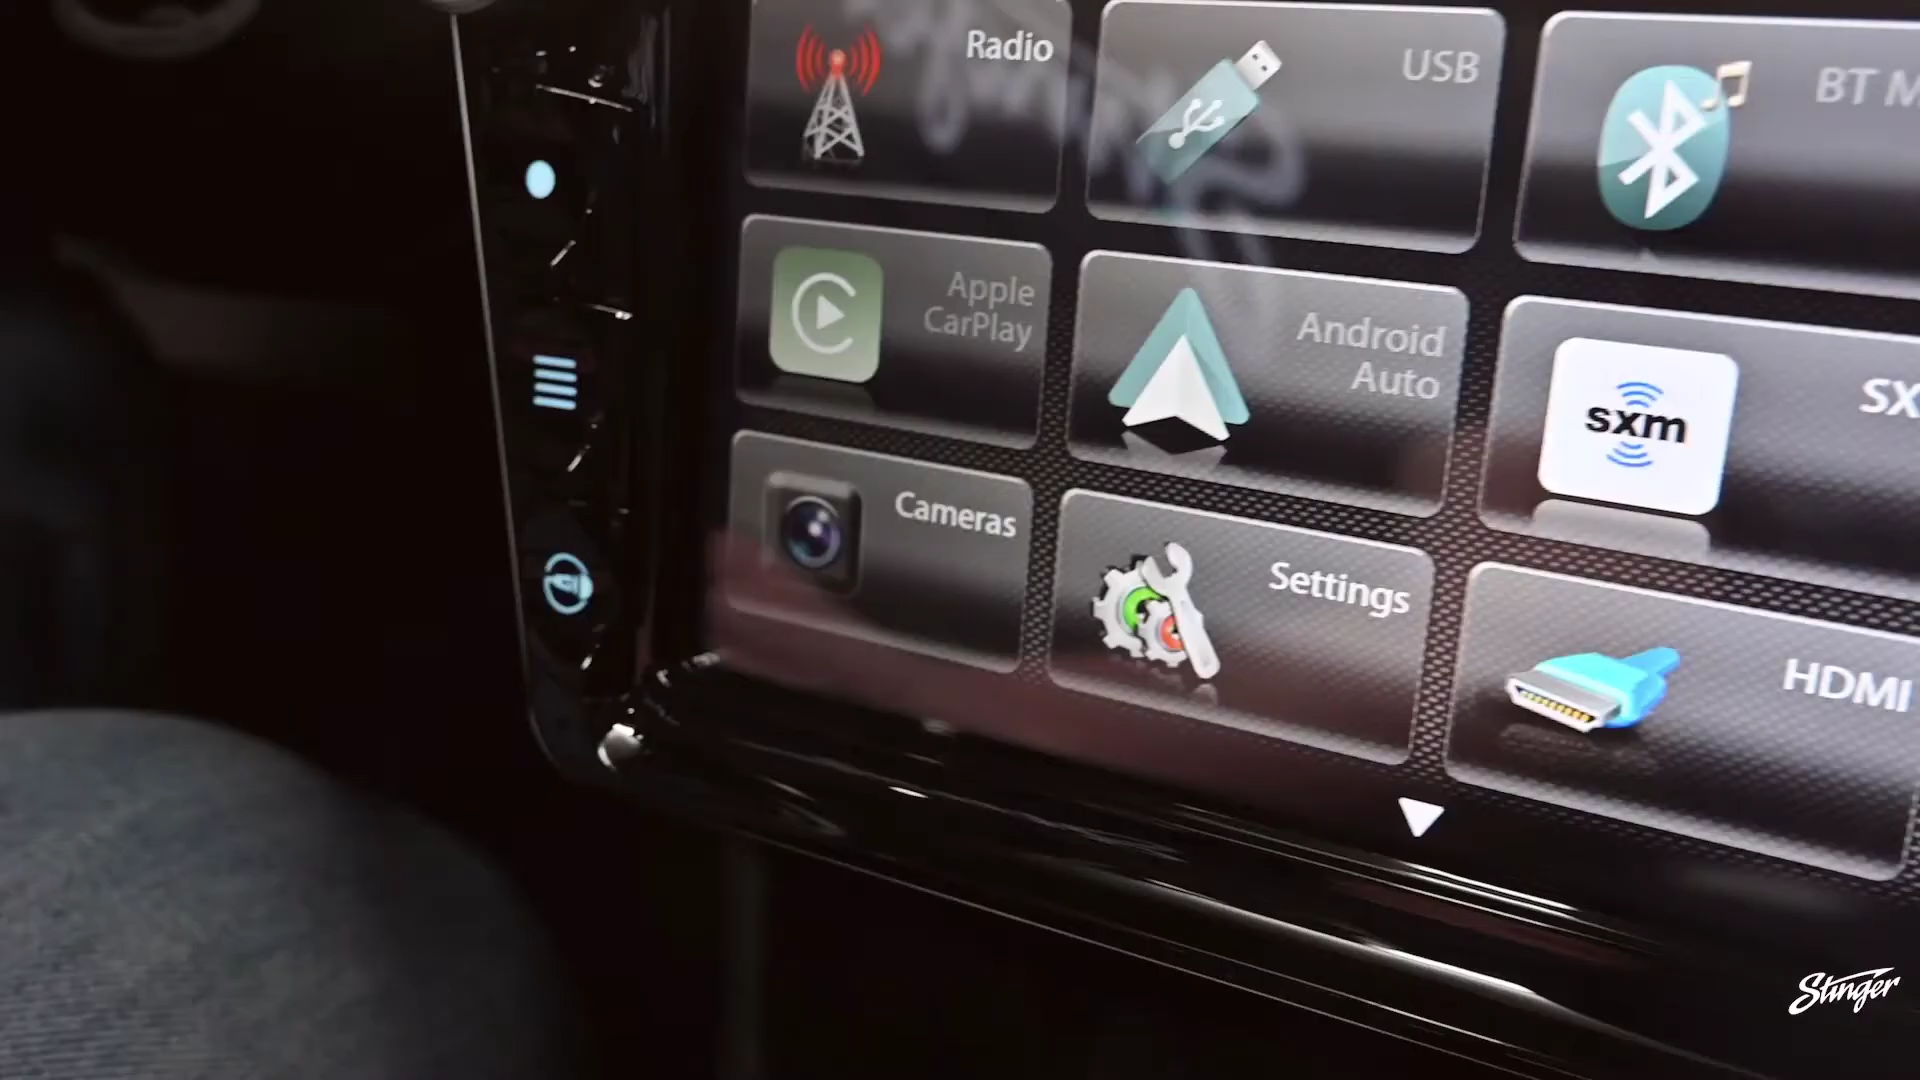 Radio
USB
BT M
Apple
CarPlay
Android
Auto
sxm
SX
Cameras
Settings
HDMI
Stinger